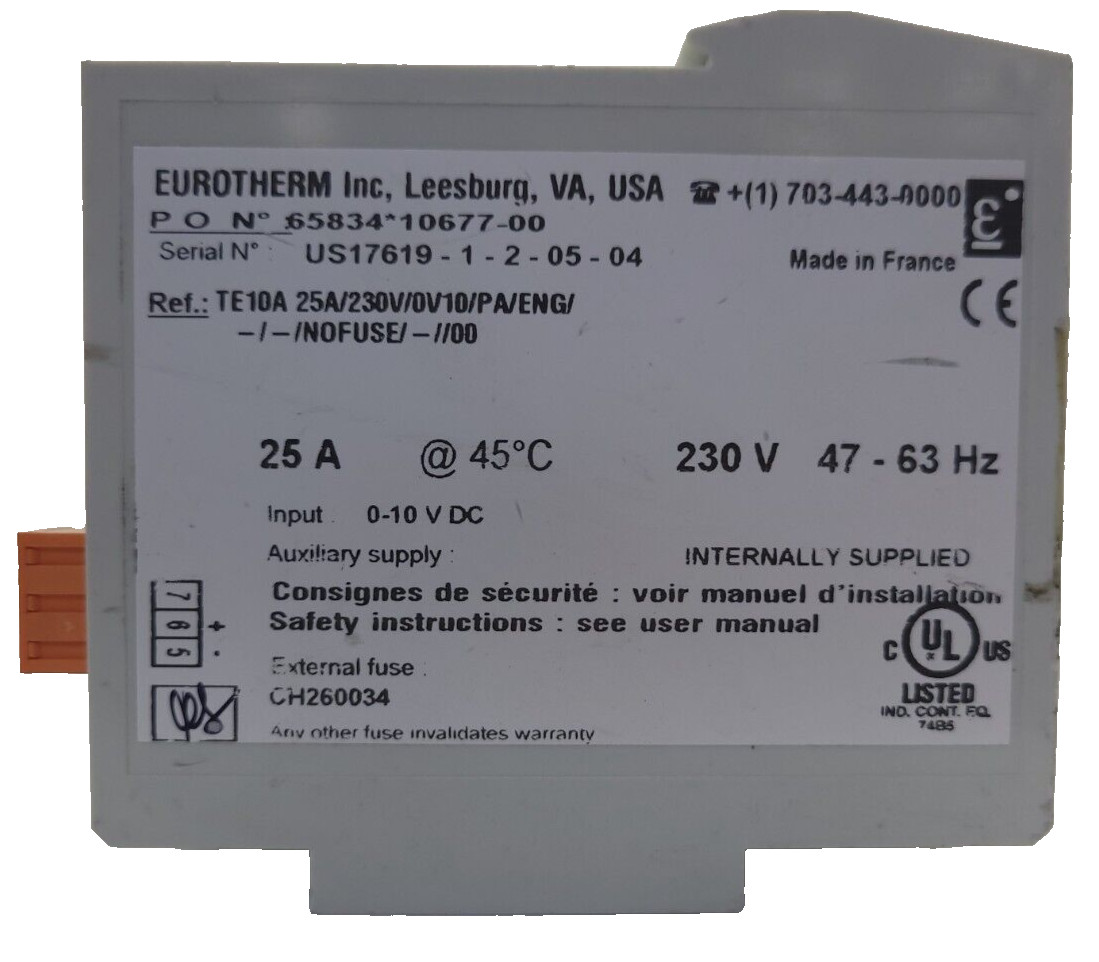 EUROTHERM Inc, Leesburg, VA, USA ☎ +(1) 703-443-0000
P O N° :65834*10677-00
Serial N° : US17619 - 1 - 2 - 05 - 04
Made in France
Ref.: TE10A 25A/230V/0V10/PA/ENG/
CE
–/–/NOFUSE/–//00
25 A @ 45°C 230 V 47 - 63 Hz
Input : 0-10 V DC
Auxiliary supply : INTERNALLY SUPPLIED
Consignes de sécurité : voir manuel d'installation
Safety instructions : see user manual
7
6 +
5 -
C UL US
LISTED
IND. CONT. EQ.
74B5
External fuse :
CH260034
Any other fuse invalidates warranty